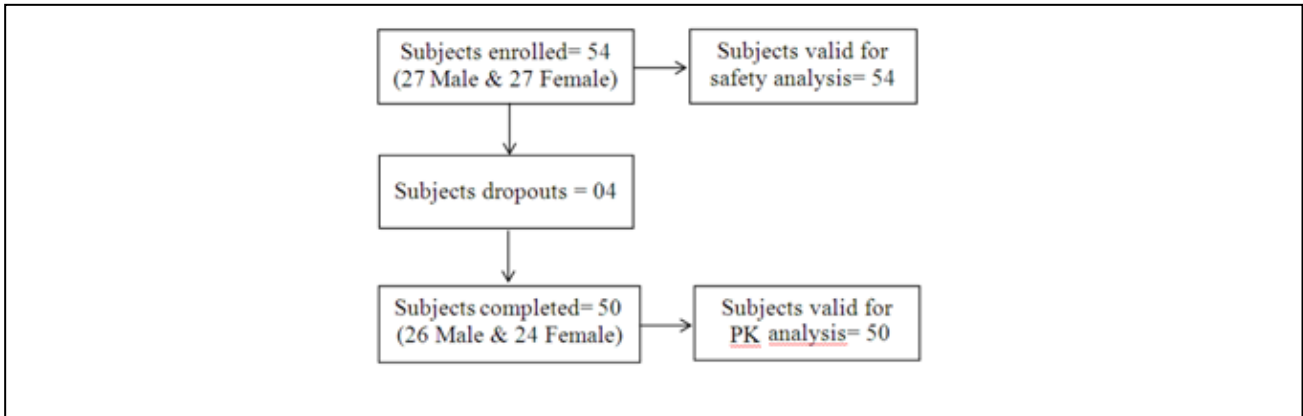 Subjects enrolled= 54
(27 Male & 27 Female)
Subjects valid for
safety analysis= 54
Subjects dropouts = 04
Subjects completed= 50
(26 Male & 24 Female)
Subjects valid for
PK analysis= 50